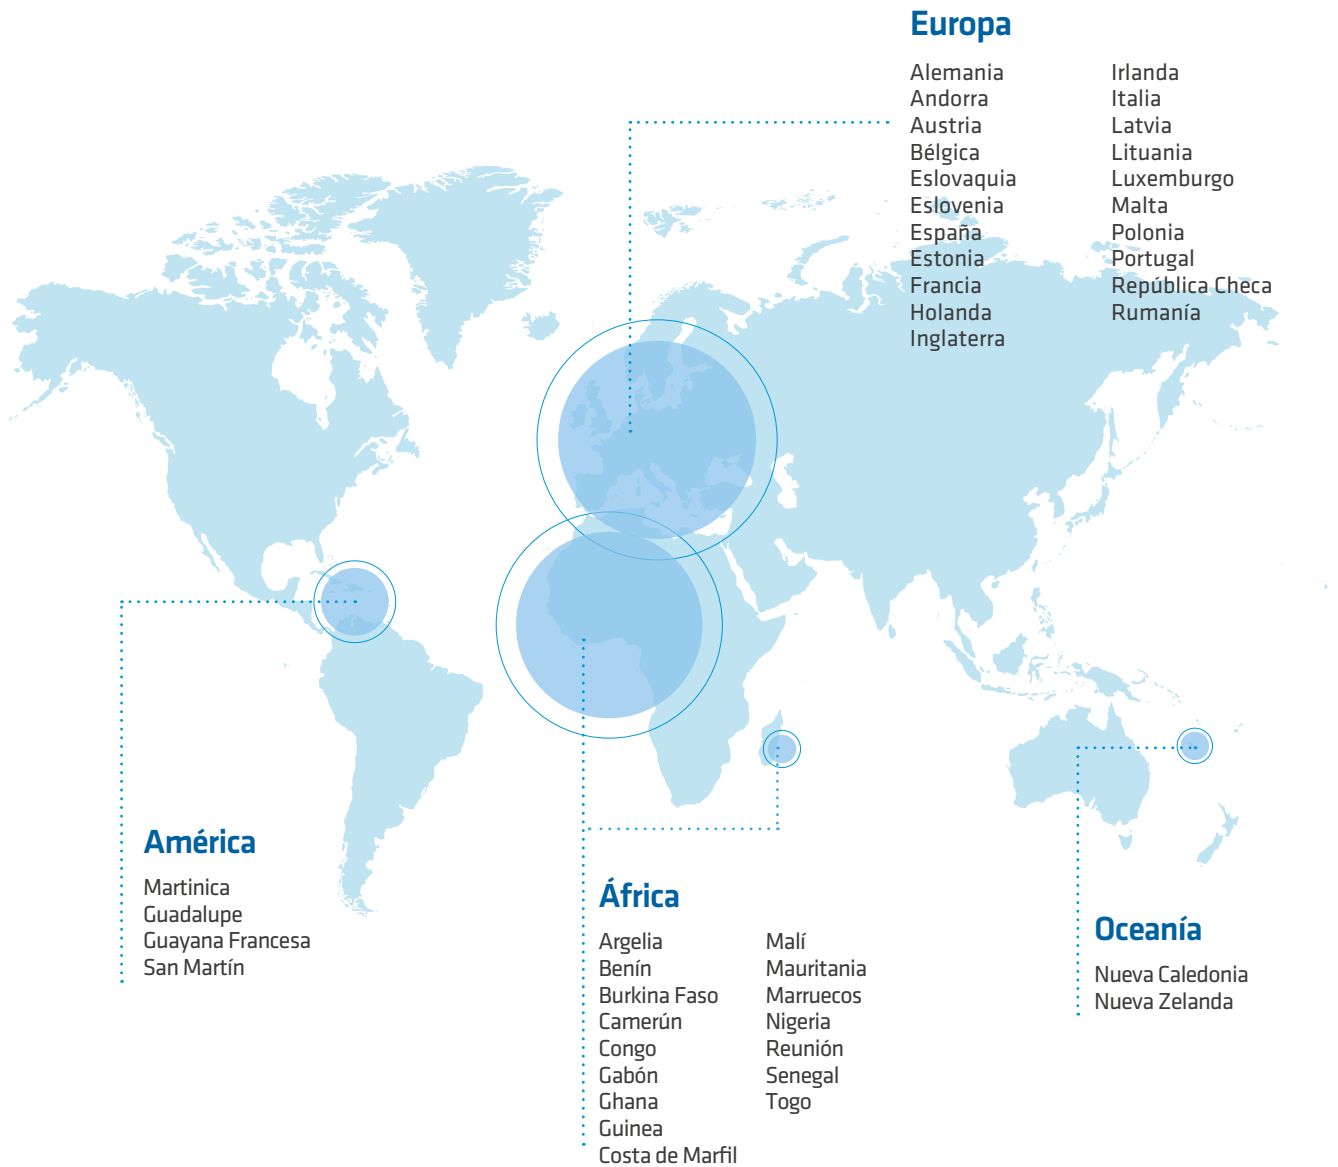 Europa
Alemania
Andorra
Austria
Bélgica
Eslovaquia
Eslovenia
España
Estonia
Francia
Holanda
Inglaterra
Irlanda
Italia
Latvia
Lituania
Luxemburgo
Malta
Polonia
Portugal
República Checa
Rumanía
América
Martinica
Guadalupe
Guayana Francesa
San Martín
África
Argelia
Benín
Burkina Faso
Camerún
Congo
Gabón
Ghana
Guinea
Costa de Marfil
Malí
Mauritania
Marruecos
Nigeria
Reunión
Senegal
Togo
Oceanía
Nueva Caledonia
Nueva Zelanda